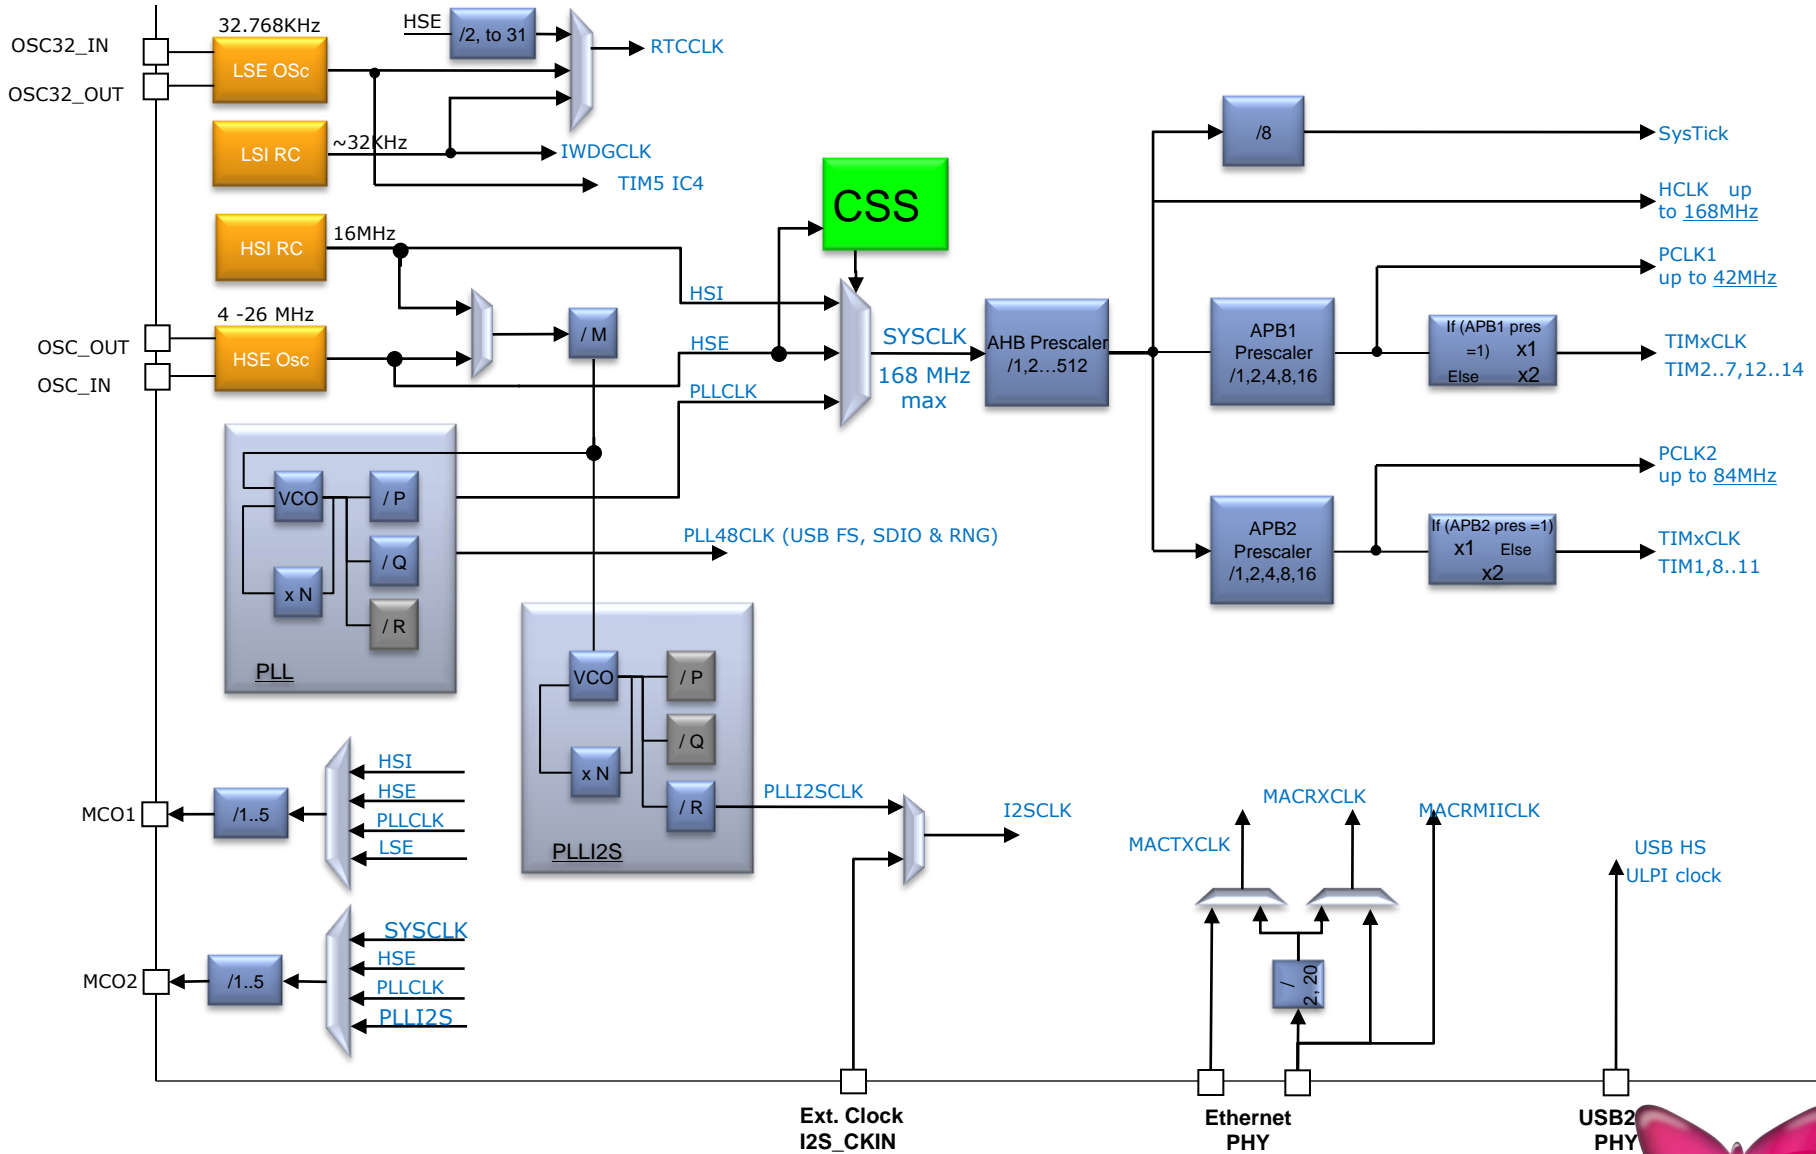 32.768KHz
OSC32_IN
OSC32_OUT
LSE OSc
HSE
/2, to 31
RTCCLK
LSI RC
~32KHz
IWDGCLK
TIM5 IC4
HSI RC
16MHz
4 -26 MHz
OSC_OUT
OSC_IN
HSE Osc
/ M
CSS
HSI
HSE
PLLCLK
SYSCLK
168 MHz
max
AHB Prescaler
/1,2...512
/8
SysTick
HCLK   up
to 168MHz
PCLK1
up to 42MHz
APB1
Prescaler
/1,2,4,8,16
If (APB1 pres
=1)   x1
Else   x2
TIMxCLK
TIM2..7,12..14
PCLK2
up to 84MHz
APB2
Prescaler
/1,2,4,8,16
If (APB2 pres =1)
x1   Else
x2
TIMxCLK
TIM1,8..11
VCO
/ P
/ Q
x N
/ R
PLL
PLL48CLK (USB FS, SDIO & RNG)
VCO
/ P
/ Q
x N
/ R
PLLI2S
PLLI2SCLK
I2SCLK
MCO1
/1..5
HSI
HSE
PLLCLK
LSE
MCO2
/1..5
SYSCLK
HSE
PLLCLK
PLLI2S
MACTXCLK
MACRXCLK
MACRMIICLK
/
2, 20
USB HS
ULPI clock
Ext. Clock
I2S_CKIN
Ethernet
PHY
USB2
PHY